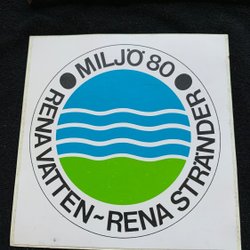 MILJÖ 80
RENA VATTEN~RENA STRÄNDER